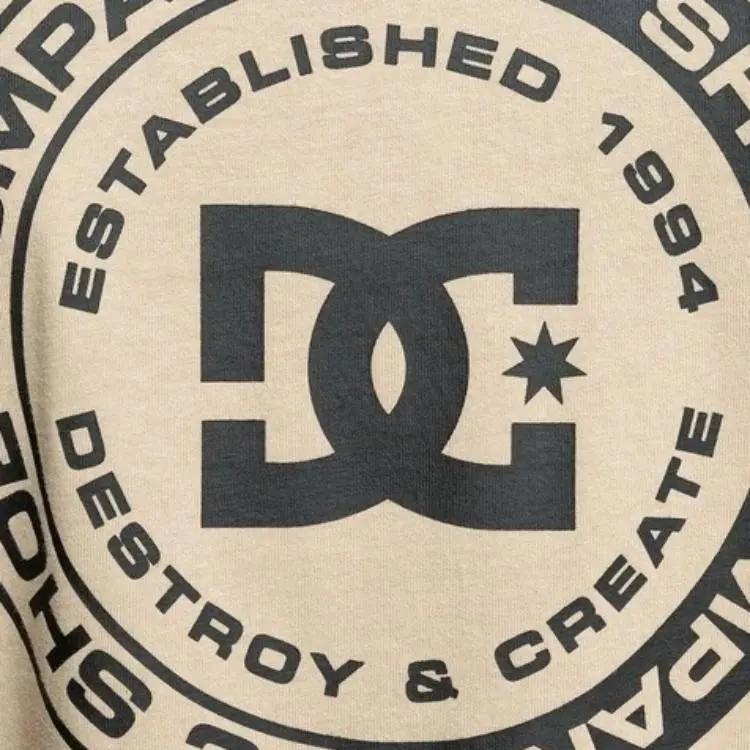 ESTABLISHED 1994
DC
DESTROY & CREATE